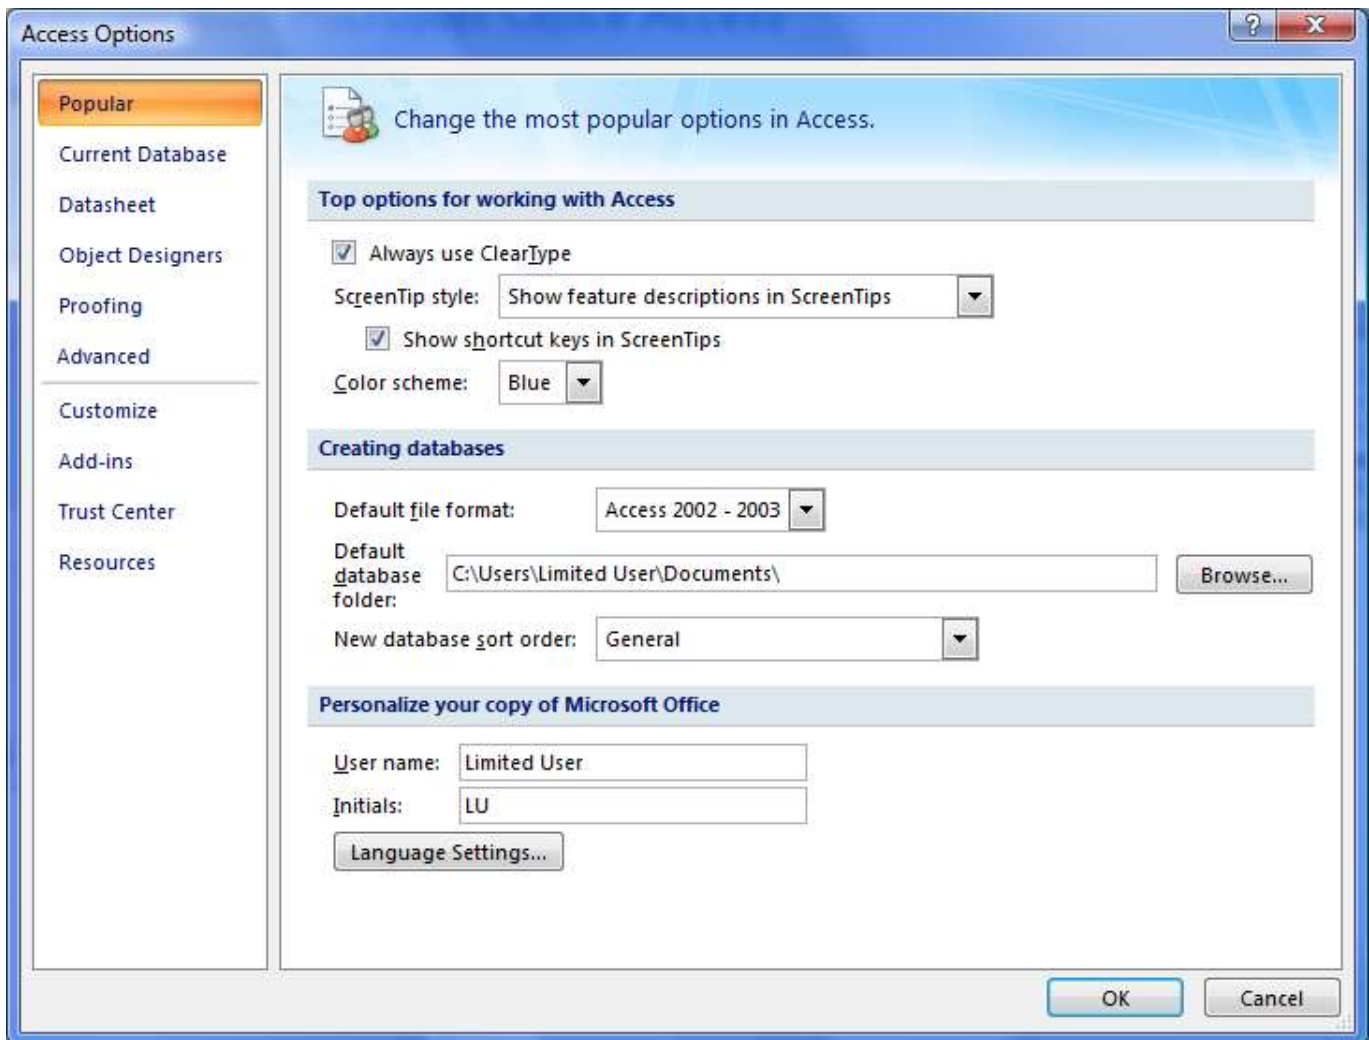 Access Options
Popular
Current Database
Datasheet
Object Designers
Proofing
Advanced
Customize
Add-ins
Trust Center
Resources
Change the most popular options in Access.
Top options for working with Access
Always use ClearType
ScreenTip style: Show feature descriptions in ScreenTips
Show shortcut keys in ScreenTips
Color scheme: Blue
Creating databases
Default file format: Access 2002 - 2003
Default
database
folder:
C:\Users\Limited User\Documents\
Browse...
New database sort order: General
Personalize your copy of Microsoft Office
User name: Limited User
Initials: LU
Language Settings...
OK Cancel